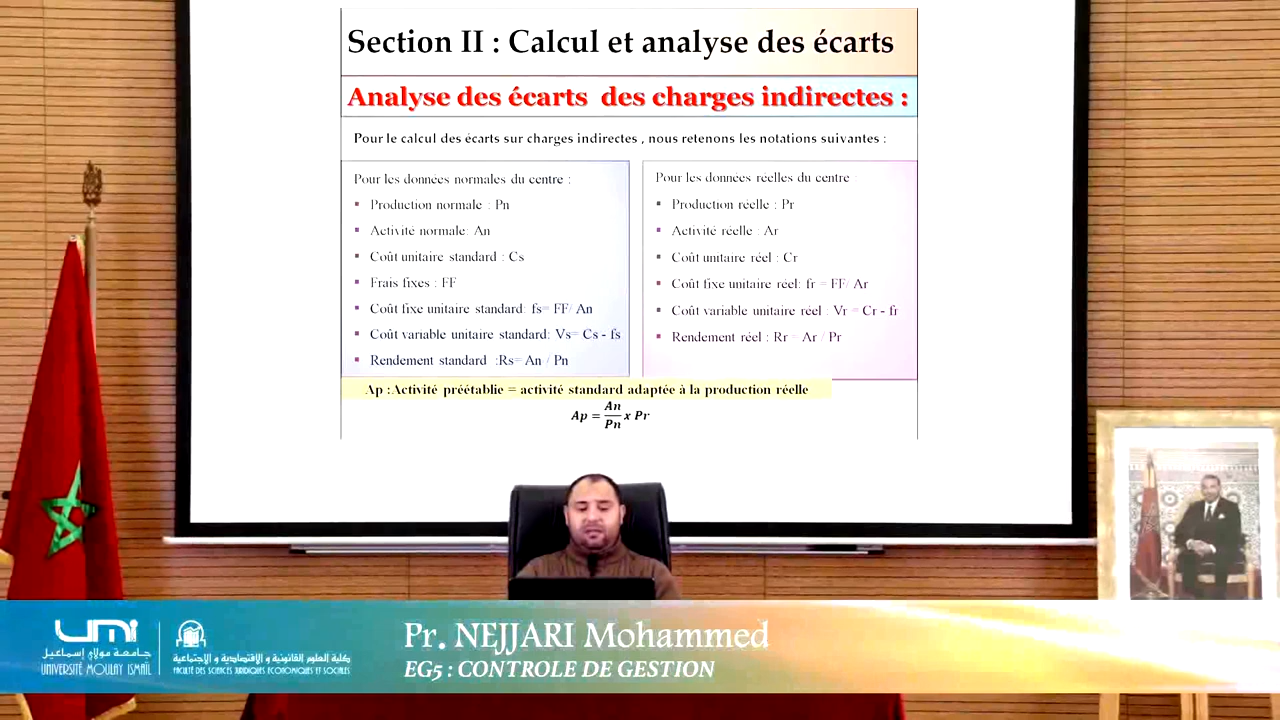 Section II : Calcul et analyse des écarts
Analyse des écarts des charges indirectes :
Pour le calcul des écarts sur charges indirectes , nous retenons les notations suivantes :
Pour les données normales du centre :
▪ Production normale : Pn
▪ Activité normale: An
▪ Coût unitaire standard : Cs
▪ Frais fixes : FF
▪ Coût fixe unitaire standard: fs= FF/ An
▪ Coût variable unitaire standard: Vs= Cs - fs
▪ Rendement standard :Rs= An / Pn
Pour les données réelles du centre :
▪ Production réelle : Pr
▪ Activité réelle : Ar
▪ Coût unitaire réel : Cr
▪ Coût fixe unitaire réel: fr = FF/ Ar
▪ Coût variable unitaire réel : Vr = Cr - fr
▪ Rendement réel : Rr = Ar / Pr
Ap : Activité préétablie = activité standard adaptée à la production réelle
Ap = An/Pn x Pr
umi
جامعة مولاي إسماعيل
UNIVERSITÉ MOULAY ISMAÏL
كلية العلوم القانونية و الاقتصادية و الاجتماعية
FACULTÉ DES SCIENCES JURIDIQUES ECONOMIQUES ET SOCIALES
Pr. NEJJARI Mohammed
EG5 : CONTROLE DE GESTION